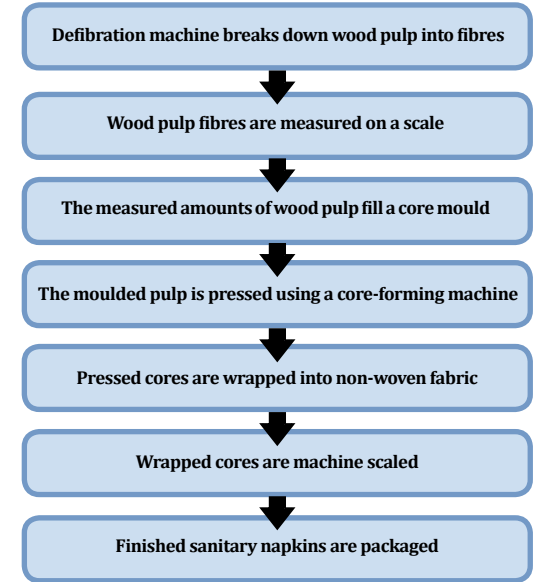 Defibration machine breaks down wood pulp into fibres
Wood pulp fibres are measured on a scale
The measured amounts of wood pulp fill a core mould
The moulded pulp is pressed using a core-forming machine
Pressed cores are wrapped into non-woven fabric
Wrapped cores are machine scaled
Finished sanitary napkins are packaged